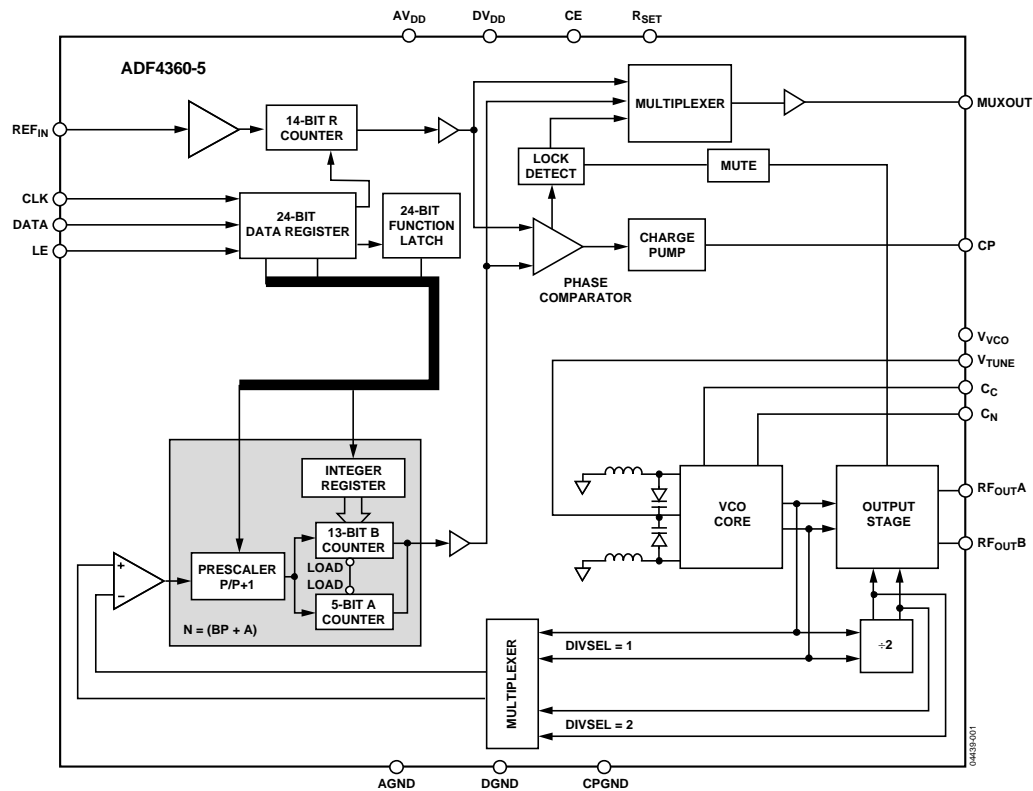 AVDD
DVDD
CE
RSET
ADF4360-5
REFIN
14-BIT R
COUNTER
MULTIPLEXER
MUXOUT
LOCK
DETECT
MUTE
CLK
DATA
LE
24-BIT
DATA REGISTER
24-BIT
FUNCTION
LATCH
CHARGE
PUMP
CP
PHASE
COMPARATOR
VVCO
VTUNE
CC
CN
INTEGER
REGISTER
13-BIT B
COUNTER
LOAD
LOAD
5-BIT A
COUNTER
PRESCALER
P/P+1
+
−
N = (BP + A)
VCO
CORE
OUTPUT
STAGE
RFOUTA
RFOUTB
MULTIPLEXER
DIVSEL = 1
÷2
DIVSEL = 2
04439-001
AGND
DGND
CPGND